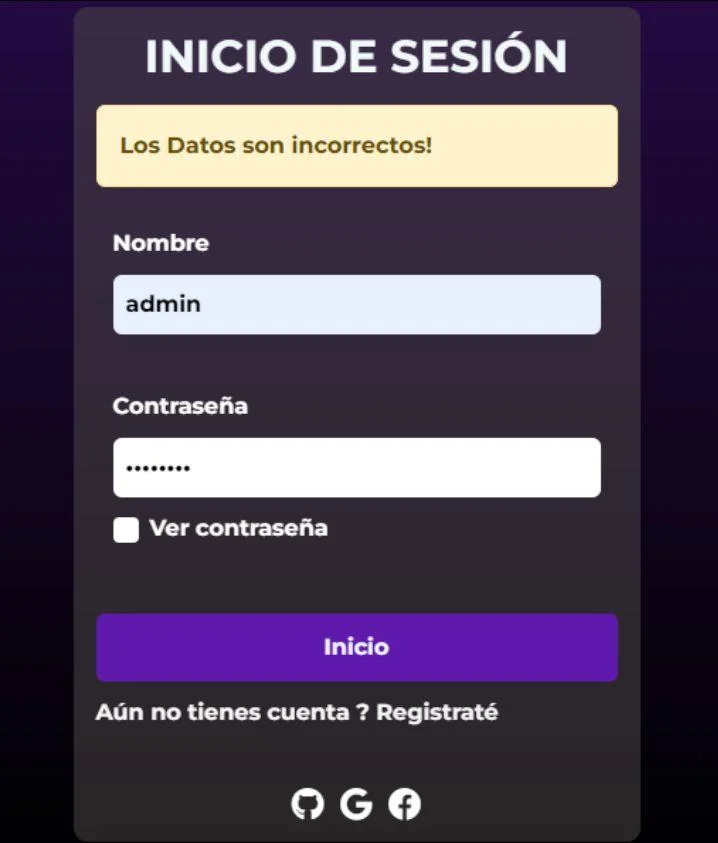 INICIO DE SESIÓN
Los Datos son incorrectos!
Nombre
admin
Contraseña
••••••••
Ver contraseña
Inicio
Aún no tienes cuenta ? Registraté